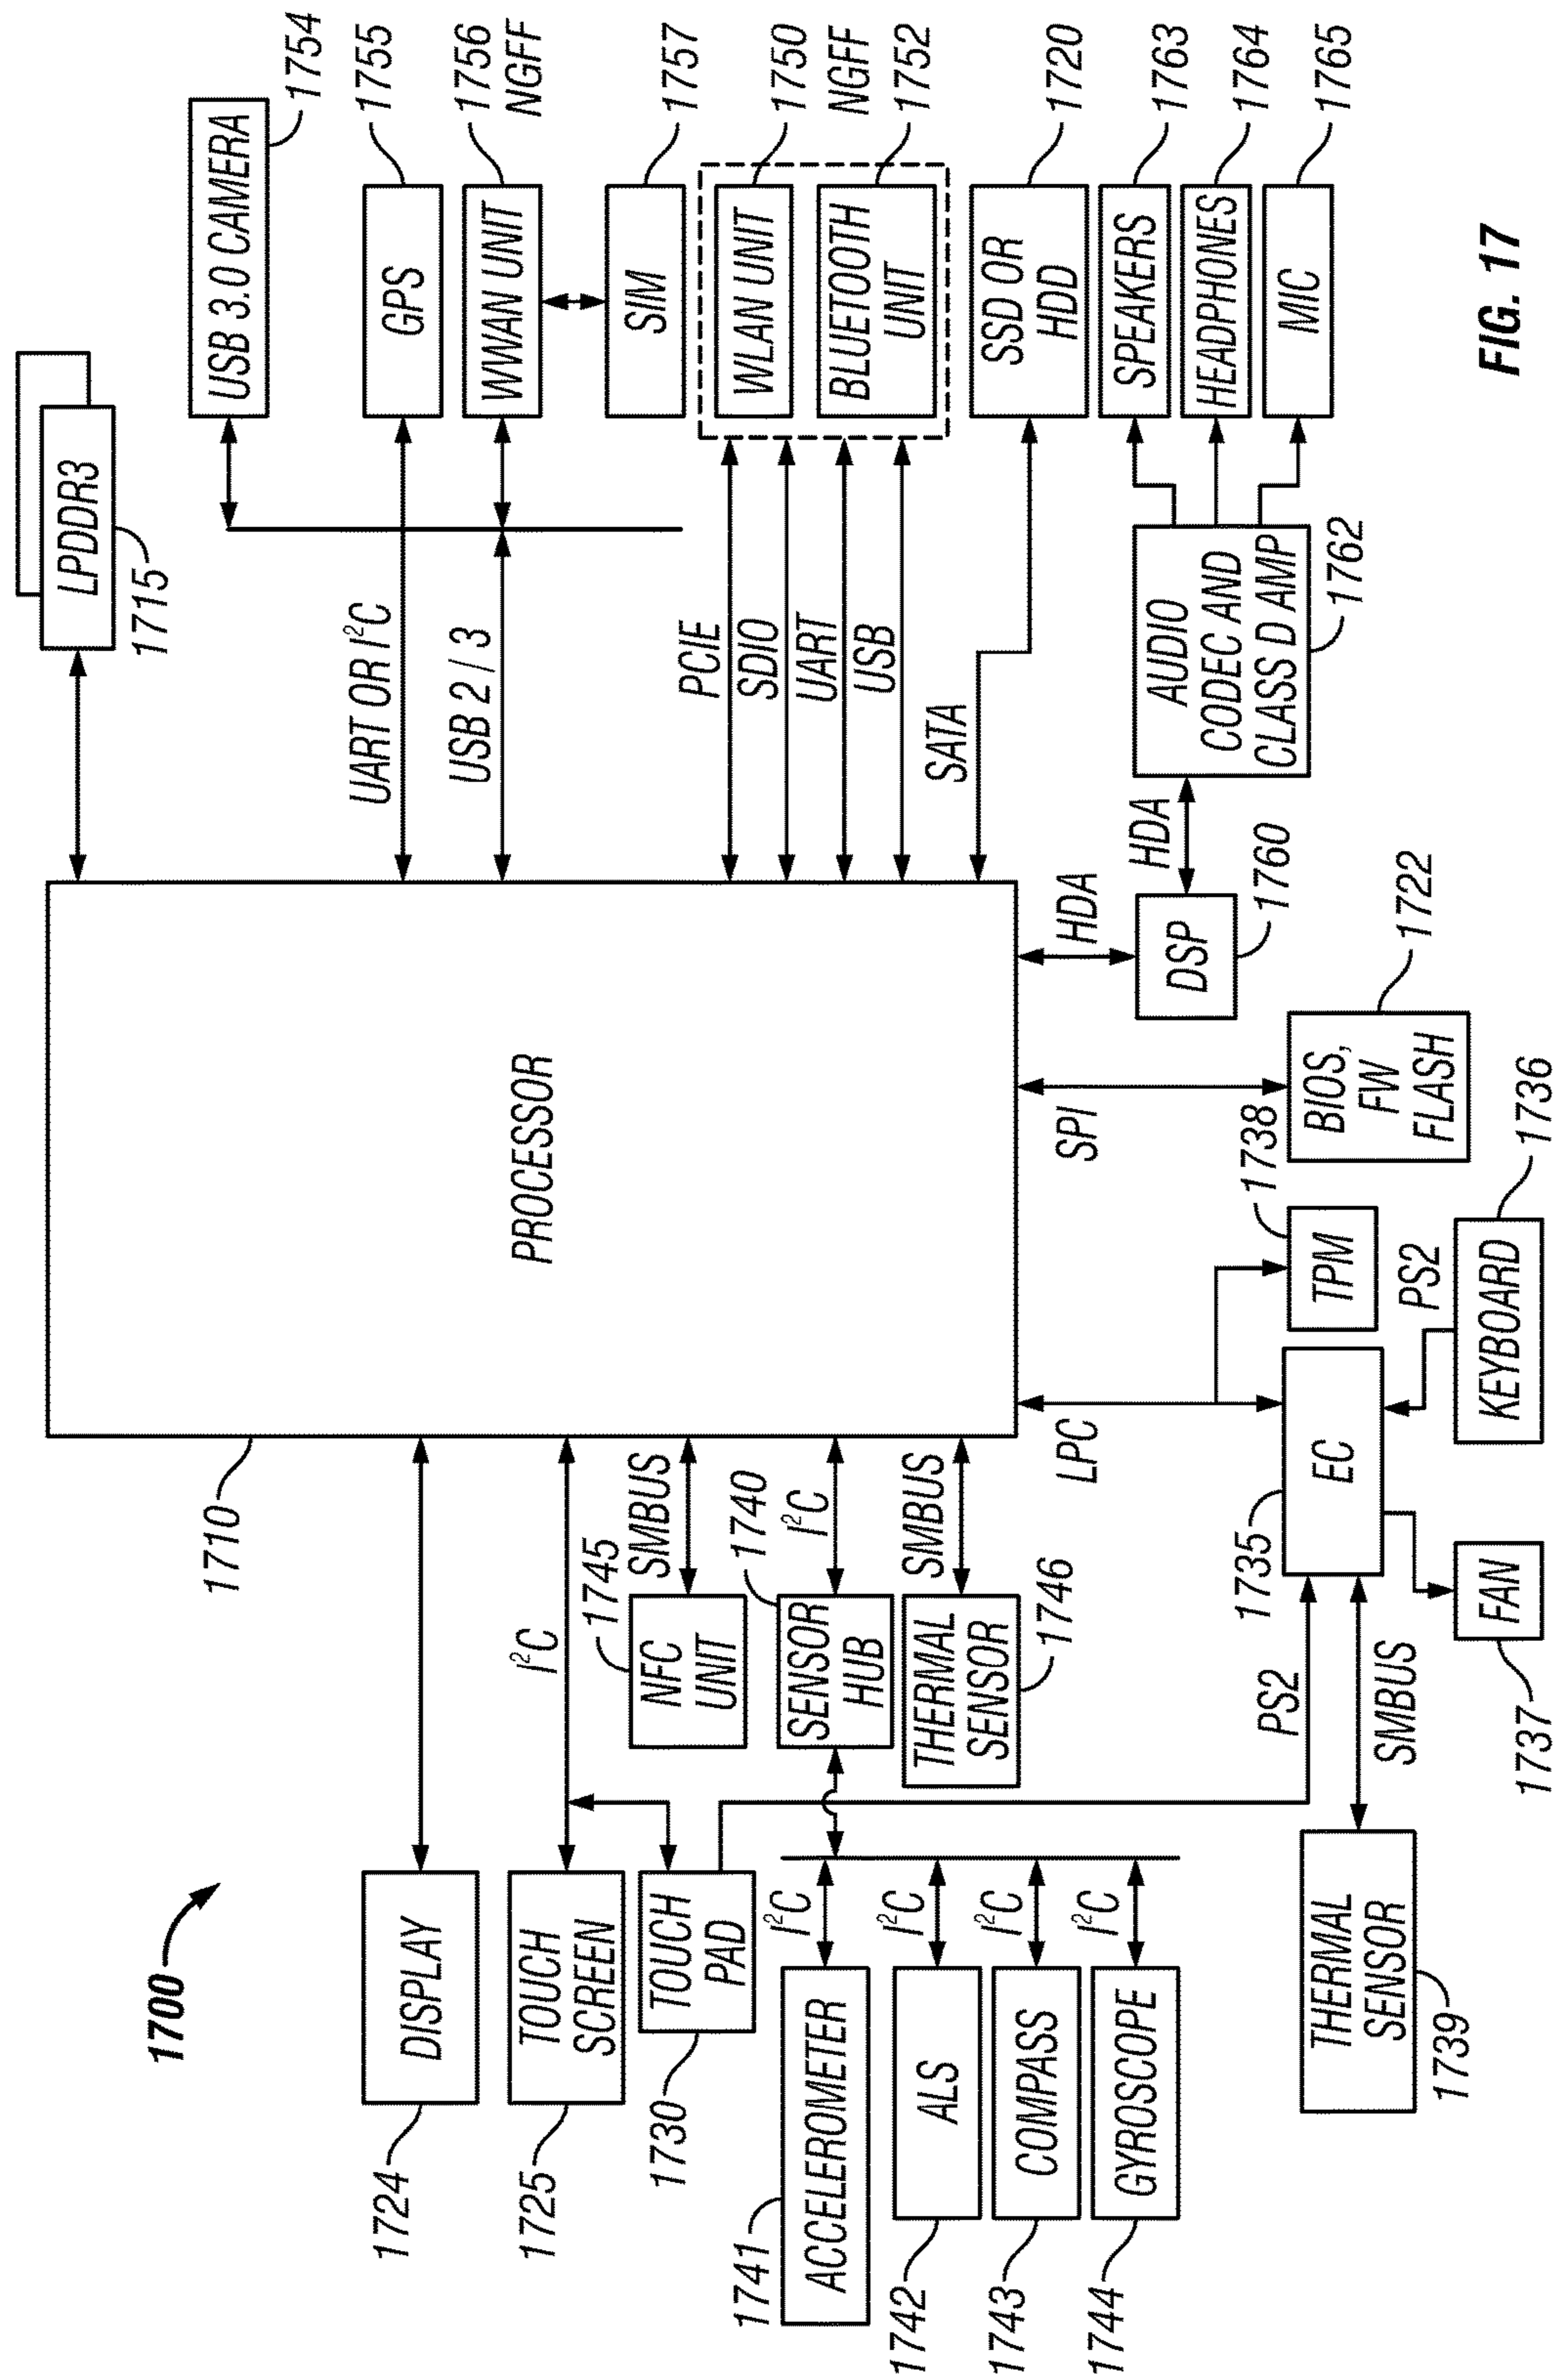 1700
LPDDR3
1715
USB 3.0 CAMERA
1754
1710
PROCESSOR
DISPLAY
1724
UART OR I²C
GPS
1755
USB 2 / 3
WWAN UNIT
1756
NGFF
SIM
1757
I²C
TOUCH
SCREEN
1725
TOUCH
PAD
1730
1745
SMBUS
NFC
UNIT
1740
I²C
SENSOR
HUB
SMBUS
THERMAL
SENSOR
1746
PCIE
SDIO
UART
USB
WLAN UNIT
1750
NGFF
BLUETOOTH
UNIT
1752
SATA
SSD OR
HDD
1720
1741
ACCELEROMETER
I²C
1742
ALS
I²C
1743
COMPASS
I²C
1744
GYROSCOPE
I²C
LPC
SPI
HDA
DSP
1760
HDA
AUDIO
CODEC AND
CLASS D AMP
1762
SPEAKERS
1763
HEADPHONES
1764
MIC
1765
PS2
1735
EC
TPM
1738
BIOS,
FW
FLASH
1722
THERMAL
SENSOR
1739
SMBUS
PS2
FAN
1737
KEYBOARD
1736
FIG. 17